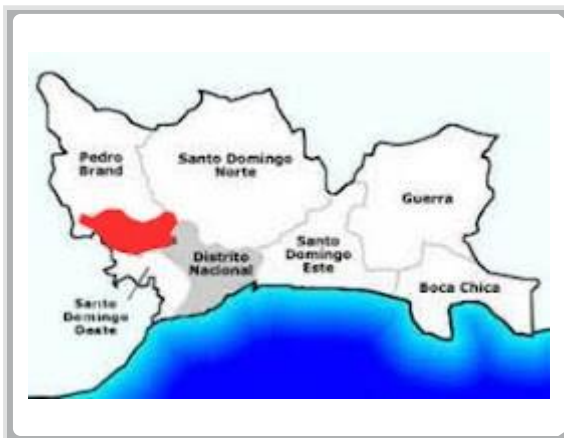 Pedro
Brand
Santo Domingo
Norte
Guerra
Distrito
Nacional
Santo
Domingo
Este
Boca Chica
Santo
Domingo
Oeste